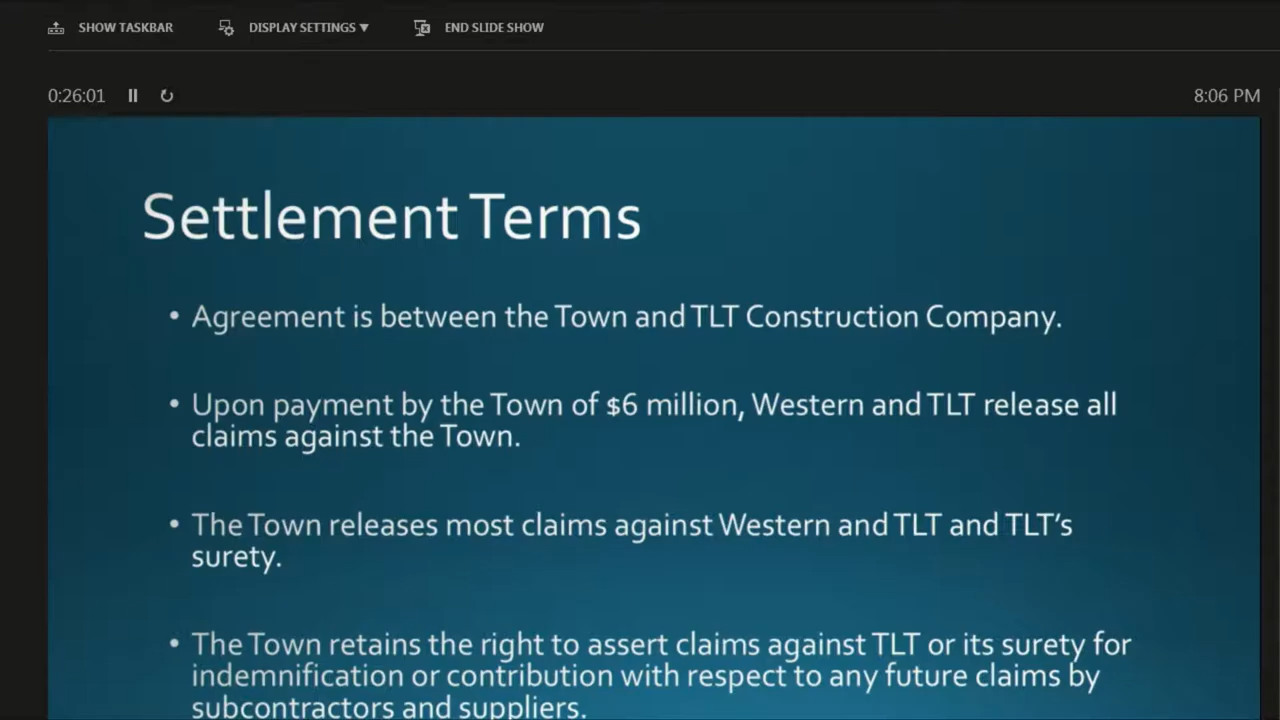 SHOW TASKBAR DISPLAY SETTINGS ▼ END SLIDE SHOW
0:26:01 8:06 PM
Settlement Terms
• Agreement is between the Town and TLT Construction Company.
• Upon payment by the Town of $6 million, Western and TLT release all
claims against the Town.
• The Town releases most claims against Western and TLT and TLT’s
surety.
• The Town retains the right to assert claims against TLT or its surety for
indemnification or contribution with respect to any future claims by
subcontractors and suppliers.